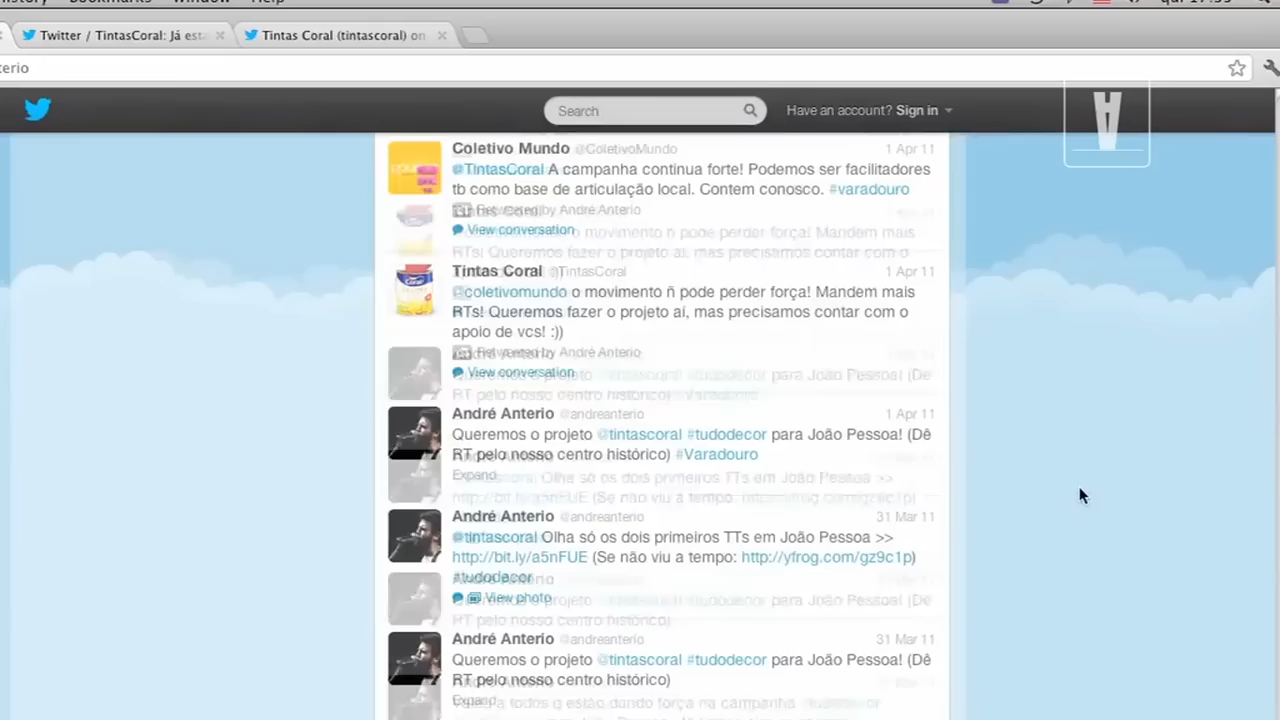 History Bookmarks Window Help
Twitter / TintasCoral: Já esta
Tintas Coral (tintascoral) on
terio
Search
Have an account? Sign in
Coletivo Mundo @ColetivoMundo 1 Apr 11
@TintasCoral A campanha continua forte! Podemos ser facilitadores
tb como base de articulação local. Contem conosco. #varadouro
Retweeted by André Anterio
View conversation
Tintas Coral @TintasCoral 1 Apr 11
@coletivomundo o movimento ñ pode perder força! Mandem mais
RTs! Queremos fazer o projeto aí, mas precisamos contar com o
apoio de vcs! :))
Retweeted by André Anterio
View conversation
André Anterio @andreanterio 1 Apr 11
Queremos o projeto @tintascoral #tudodecor para João Pessoa! (Dê
RT pelo nosso centro histórico) #Varadouro
Expand
André Anterio @andreanterio 31 Mar 11
@tintascoral Olha só os dois primeiros TTs em João Pessoa >>
http://bit.ly/a5nFUE (Se não viu a tempo: http://yfrog.com/gz9c1p)
#tudodecor
View photo
André Anterio @andreanterio 31 Mar 11
Queremos o projeto @tintascoral #tudodecor para João Pessoa! (Dê
RT pelo nosso centro histórico)
Expand